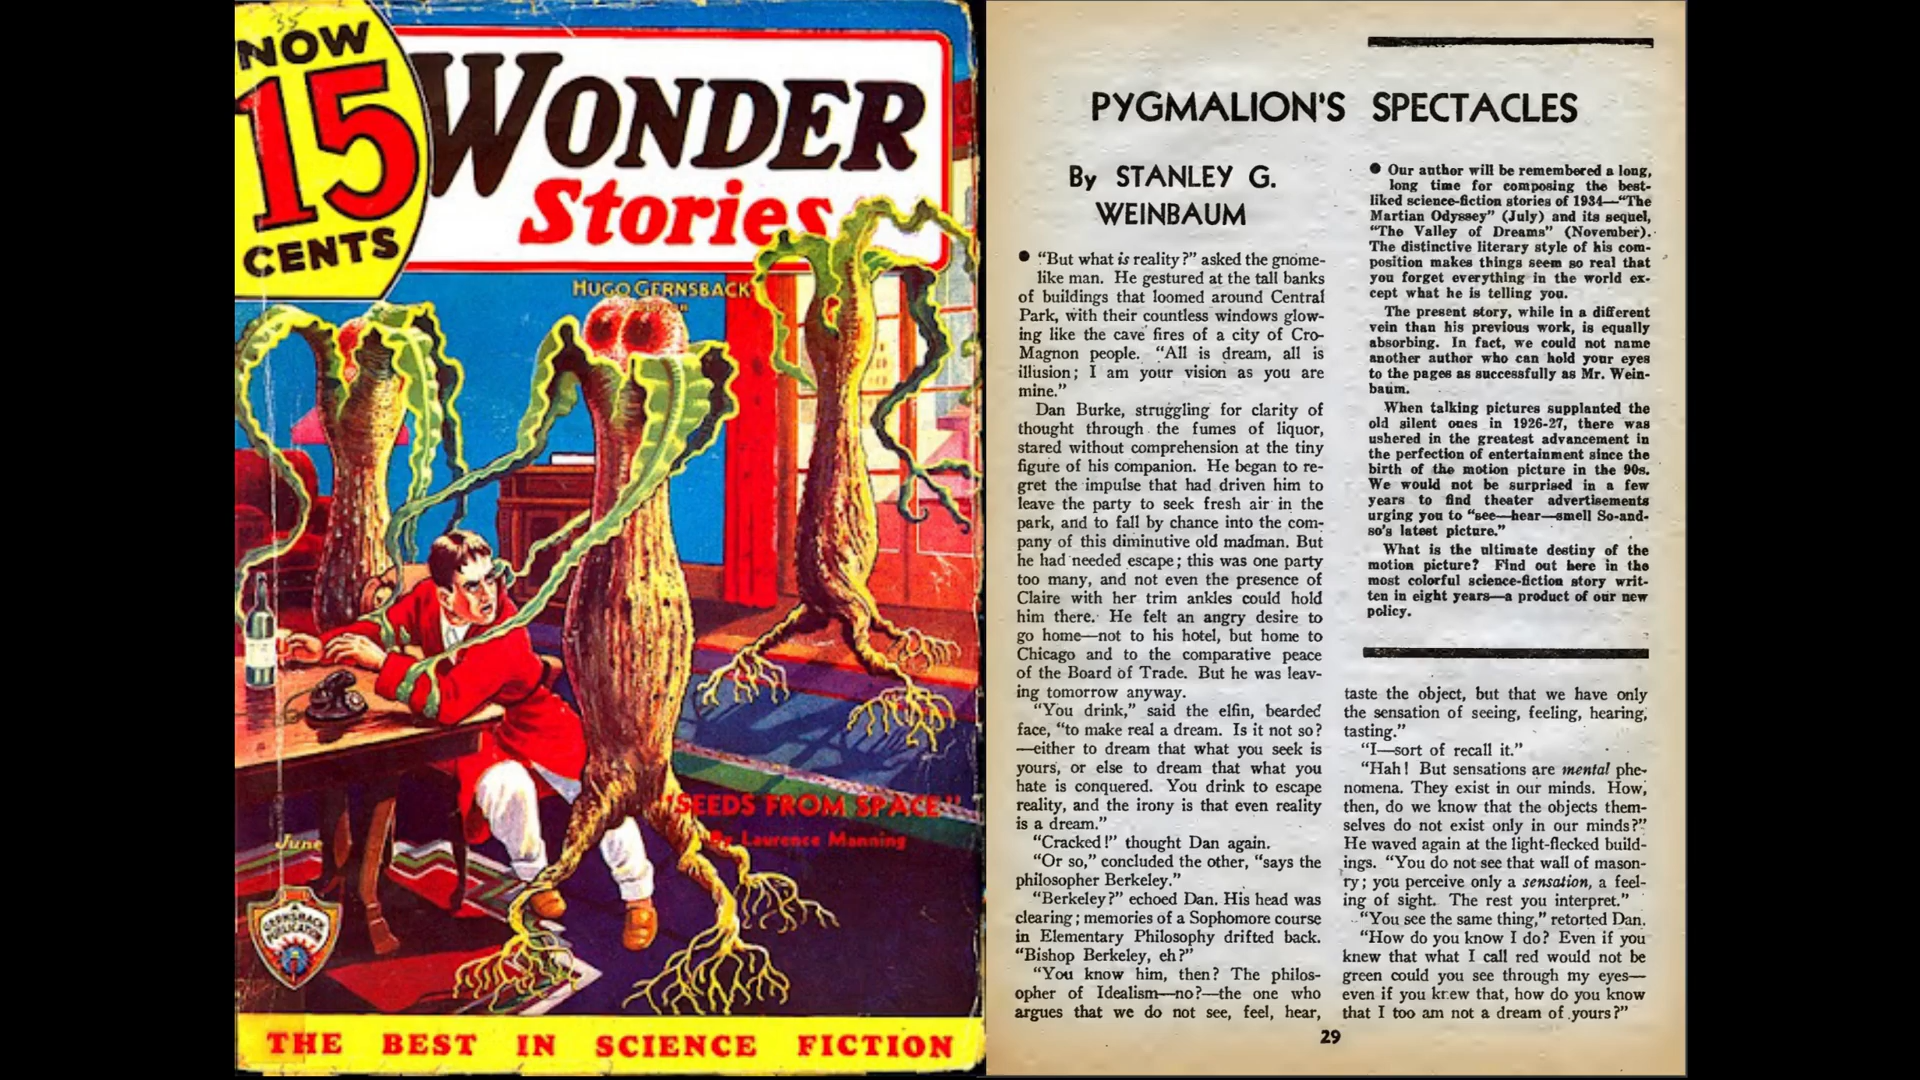 NOW
15
CENTS
WONDER
Stories
HUGO GERNSBACK
"SEEDS FROM SPACE"
By Laurence Manning
June
A
GERNSBACK
PUBLICATION
THE BEST IN SCIENCE FICTION
PYGMALION'S SPECTACLES
By STANLEY G.
WEINBAUM
● "But what is reality?" asked the gnome-
like man. He gestured at the tall banks
of buildings that loomed around Central
Park, with their countless windows glow-
ing like the cave fires of a city of Cro-
Magnon people. "All is dream, all is
illusion; I am your vision as you are
mine."
Dan Burke, struggling for clarity of
thought through the fumes of liquor,
stared without comprehension at the tiny
figure of his companion. He began to re-
gret the impulse that had driven him to
leave the party to seek fresh air in the
park, and to fall by chance into the com-
pany of this diminutive old madman. But
he had needed escape; this was one party
too many, and not even the presence of
Claire with her trim ankles could hold
him there. He felt an angry desire to
go home—not to his hotel, but home to
Chicago and to the comparative peace
of the Board of Trade. But he was leav-
ing tomorrow anyway.
"You drink," said the elfin, bearded
face, "to make real a dream. Is it not so?
—either to dream that what you seek is
yours, or else to dream that what you
hate is conquered. You drink to escape
reality, and the irony is that even reality
is a dream."
"Cracked!" thought Dan again.
"Or so," concluded the other, "says the
philosopher Berkeley."
"Berkeley?" echoed Dan. His head was
clearing; memories of a Sophomore course
in Elementary Philosophy drifted back.
"Bishop Berkeley, eh?"
"You know him, then? The philos-
opher of Idealism—no?—the one who
argues that we do not see, feel, hear,
● Our author will be remembered a long,
long time for composing the best-
liked science-fiction stories of 1934—"The
Martian Odyssey" (July) and its sequel,
"The Valley of Dreams" (November).
The distinctive literary style of his com-
position makes things seem so real that
you forget everything in the world ex-
cept what he is telling you.
The present story, while in a different
vein than his previous work, is equally
absorbing. In fact, we could not name
another author who can hold your eyes
to the pages as successfully as Mr. Wein-
baum.
When talking pictures supplanted the
old silent ones in 1926-27, there was
ushered in the greatest advancement in
the perfection of entertainment since the
birth of the motion picture in the 90s.
We would not be surprised in a few
years to find theater advertisements
urging you to "see—hear—smell So-and-
so's latest picture."
What is the ultimate destiny of the
motion picture? Find out here in the
most colorful science-fiction story writ-
ten in eight years—a product of our new
policy.
taste the object, but that we have only
the sensation of seeing, feeling, hearing,
tasting."
"I—sort of recall it."
"Hah! But sensations are mental phe-
nomena. They exist in our minds. How,
then, do we know that the objects them-
selves do not exist only in our minds?"
He waved again at the light-flecked build-
ings. "You do not see that wall of mason-
ry; you perceive only a sensation, a feel-
ing of sight. The rest you interpret."
"You see the same thing," retorted Dan.
"How do you know I do? Even if you
knew that what I call red would not be
green could you see through my eyes—
even if you knew that, how do you know
that I too am not a dream of yours?"
29